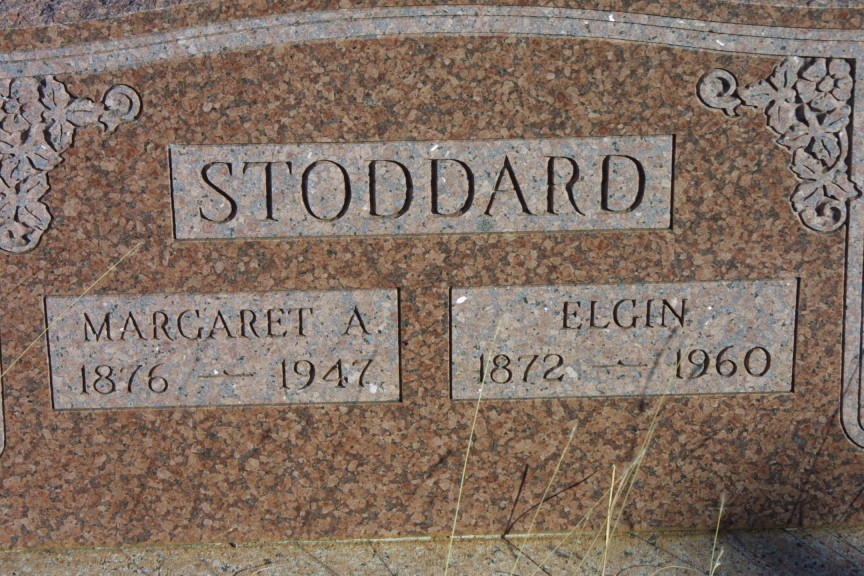 STODDARD
MARGARET A
1876 — 1947
ELGIN
1872 — 1960